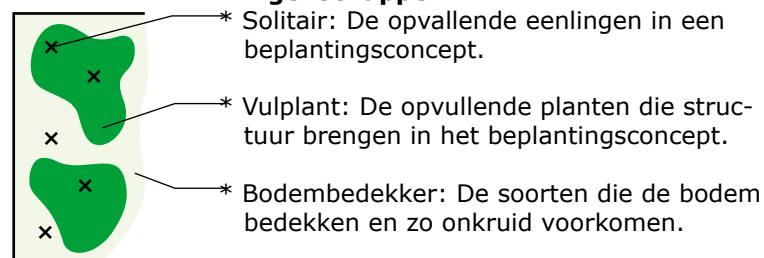 * Solitair: De opvallende eenlingen in een
beplantingsconcept.
* Vulplant: De opvullende planten die struc-
tuur brengen in het beplantingsconcept.
* Bodembedekker: De soorten die de bodem
bedekken en zo onkruid voorkomen.